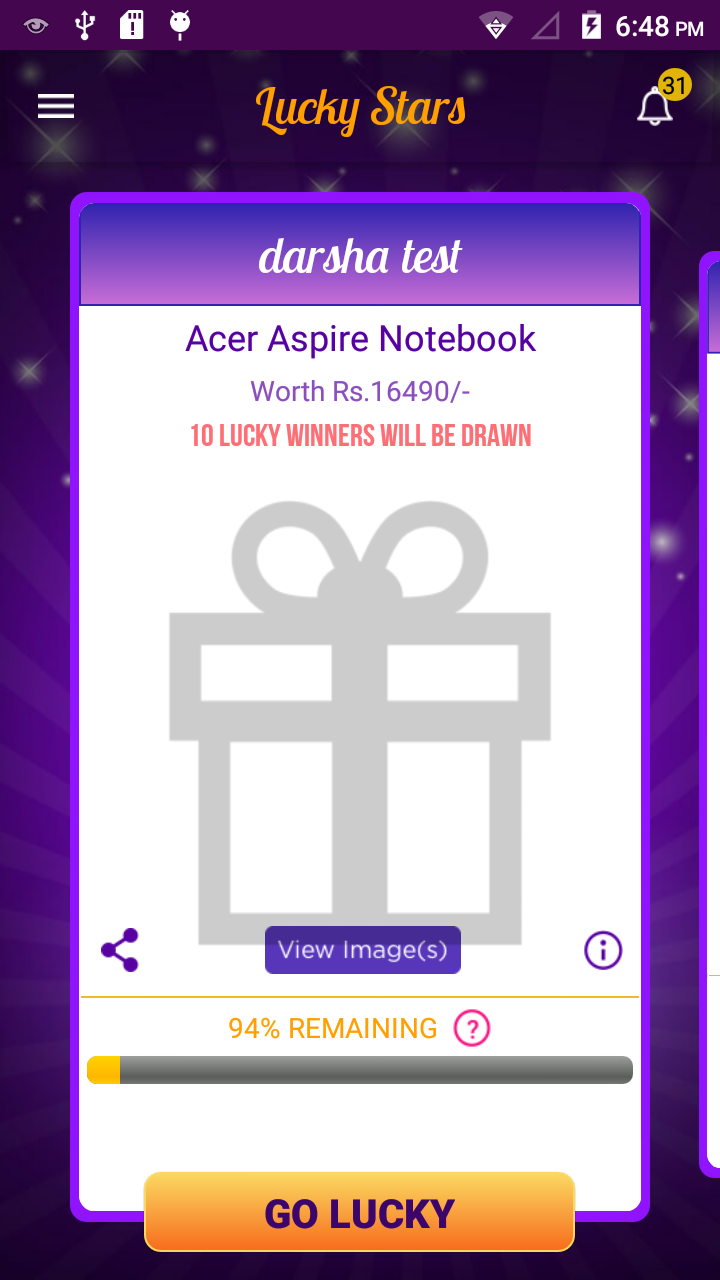 6:48 PM
Lucky Stars
31
darsha test
Acer Aspire Notebook
Worth Rs.16490/-
10 LUCKY WINNERS WILL BE DRAWN
View Image(s)
94% REMAINING ?
GO LUCKY